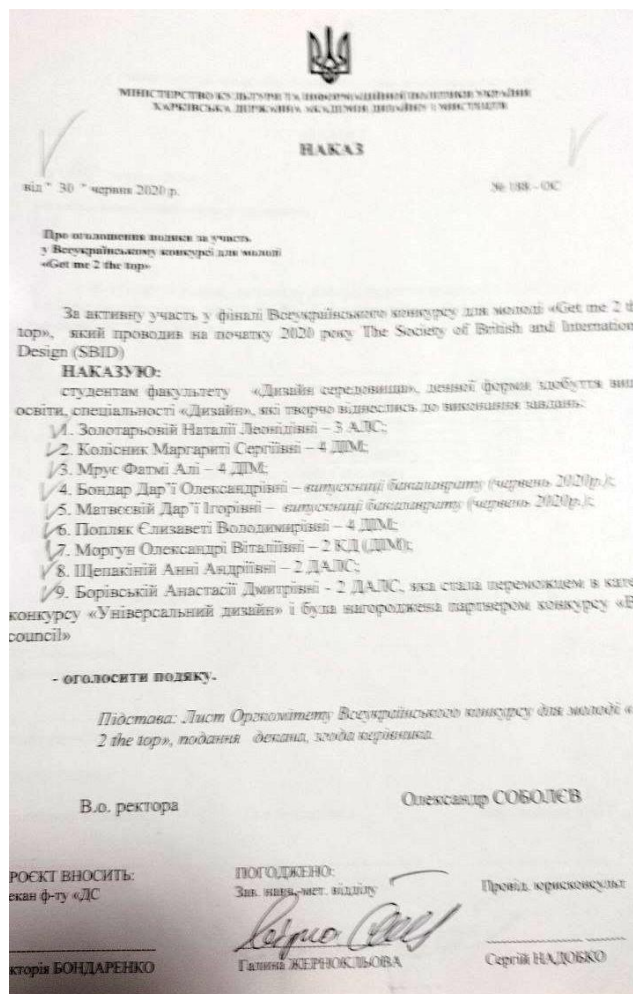 МІНІСТЕРСТВО КУЛЬТУРИ ТА ІНФОРМАЦІЙНОЇ ПОЛІТИКИ УКРАЇНИ
ХАРКІВСЬКА ДЕРЖАВНА АКАДЕМІЯ ДИЗАЙНУ І МИСТЕЦТВ
НАКАЗ
від " 30 " червня 2020 р. № 188 - ОС
Про оголошення подяки за участь
у Всеукраїнському конкурсі для молоді
«Get me 2 the top»
За активну участь у фіналі Всеукраїнського конкурсу для молоді «Get me 2 
top», який проводив на початку 2020 року The Society of British and Internation
Design (SBID)
НАКАЗУЮ:
студентам факультету «Дизайн середовища», денної форми здобуття вищ
освіти, спеціальності «Дизайн», які творчо віднеслись до виконання завдань:
1. Золотарьовій Наталії Леонідівні – 3 АЛС;
2. Колісник Маргариті Сергіївні – 4 ДІМ;
3. Мрує Фатмі Алі – 4 ДІМ;
4. Бондар Дар'ї Олександрівні – випускниці бакалаврату (червень 2020р.);
5. Матвєєвій Дар'ї Ігорівні – випускниці бакалаврату (червень 2020р.);
6. Попляк Єлизаветі Володимирівні – 4 ДІМ;
7. Моргун Олександрі Віталіївні – 2 КД (ДІМ);
8. Щепакіній Анні Андріївні – 2 ДАЛС;
9. Борівській Анастасії Дмитрівні - 2 ДАЛС, яка стала переможцем в кате
конкурсу «Універсальний дизайн» і була нагороджена партнером конкурсу «В
council»
- оголосити подяку.
Підстава: Лист Оргкомітету Всеукраїнського конкурсу для молоді «
2 the top», подання декана, згода керівника.
В.о. ректора Олександр СОБОЛЄВ
РОЄКТ ВНОСИТЬ: ПОГОДЖЕНО:
екан ф-ту «ДС Зав. навч.-мет. відділу Провід. юрисконсульт
кторія БОНДАРЕНКО Галина ЖЕРНОКЛЬОВА Сергій НАДОБКО